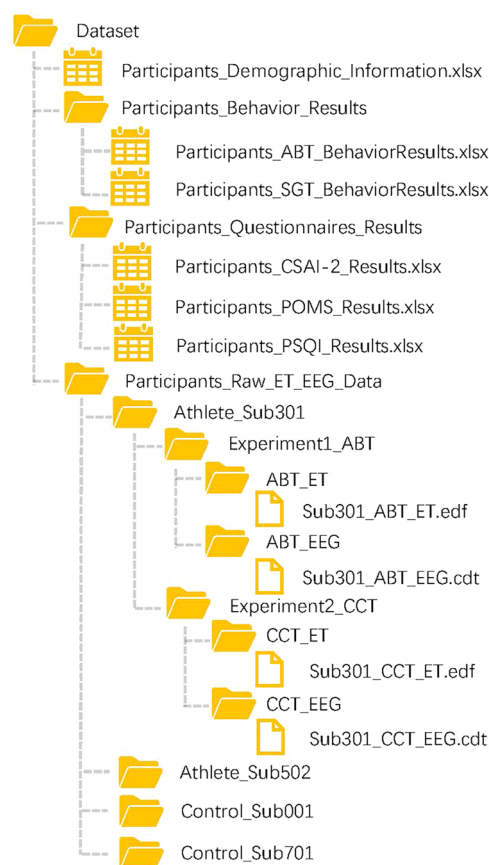 Dataset
Participants_Demographic_Information.xlsx
Participants_Behavior_Results
Participants_ABT_BehaviorResults.xlsx
Participants_SGT_BehaviorResults.xlsx
Participants_Questionnaires_Results
Participants_CSAI-2_Results.xlsx
Participants_POMS_Results.xlsx
Participants_PSQI_Results.xlsx
Participants_Raw_ET_EEG_Data
Athlete_Sub301
Experiment1_ABT
ABT_ET
Sub301_ABT_ET.edf
ABT_EEG
Sub301_ABT_EEG.cdt
Experiment2_CCT
CCT_ET
Sub301_CCT_ET.edf
CCT_EEG
Sub301_CCT_EEG.cdt
Athlete_Sub502
Control_Sub001
Control_Sub701